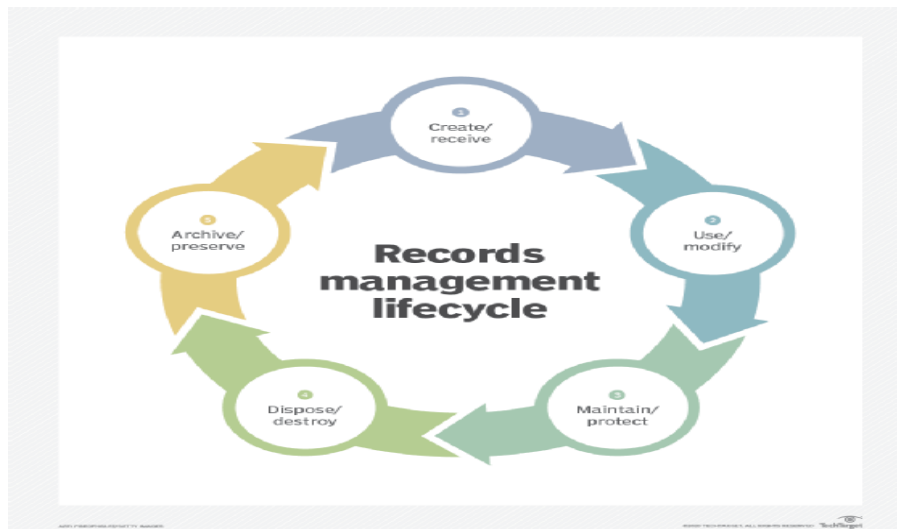 Records
management
lifecycle
1
Create/
receive
2
Use/
modify
3
Maintain/
protect
4
Dispose/
destroy
5
Archive/
preserve
TechTarget